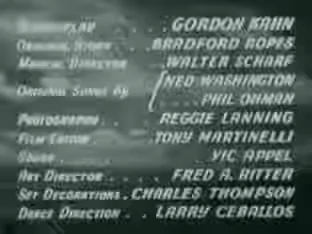 SCREENPLAY . . . GORDON KAHN
ORIGINAL STORY . . . BRADFORD ROPES
MUSICAL DIRECTOR . WALTER SCHARF
NED WASHINGTON
ORIGINAL SONGS BY
. . . PHIL OHMAN
PHOTOGRAPHY . . REGGIE LANNING
FILM EDITOR . . TONY MARTINELLI
SOUND . . . . VIC APPEL
ART DIRECTOR . . . . FRED A. RITTER
SET DECORATIONS . CHARLES THOMPSON
DANCE DIRECTION . . LARRY CEBALLOS